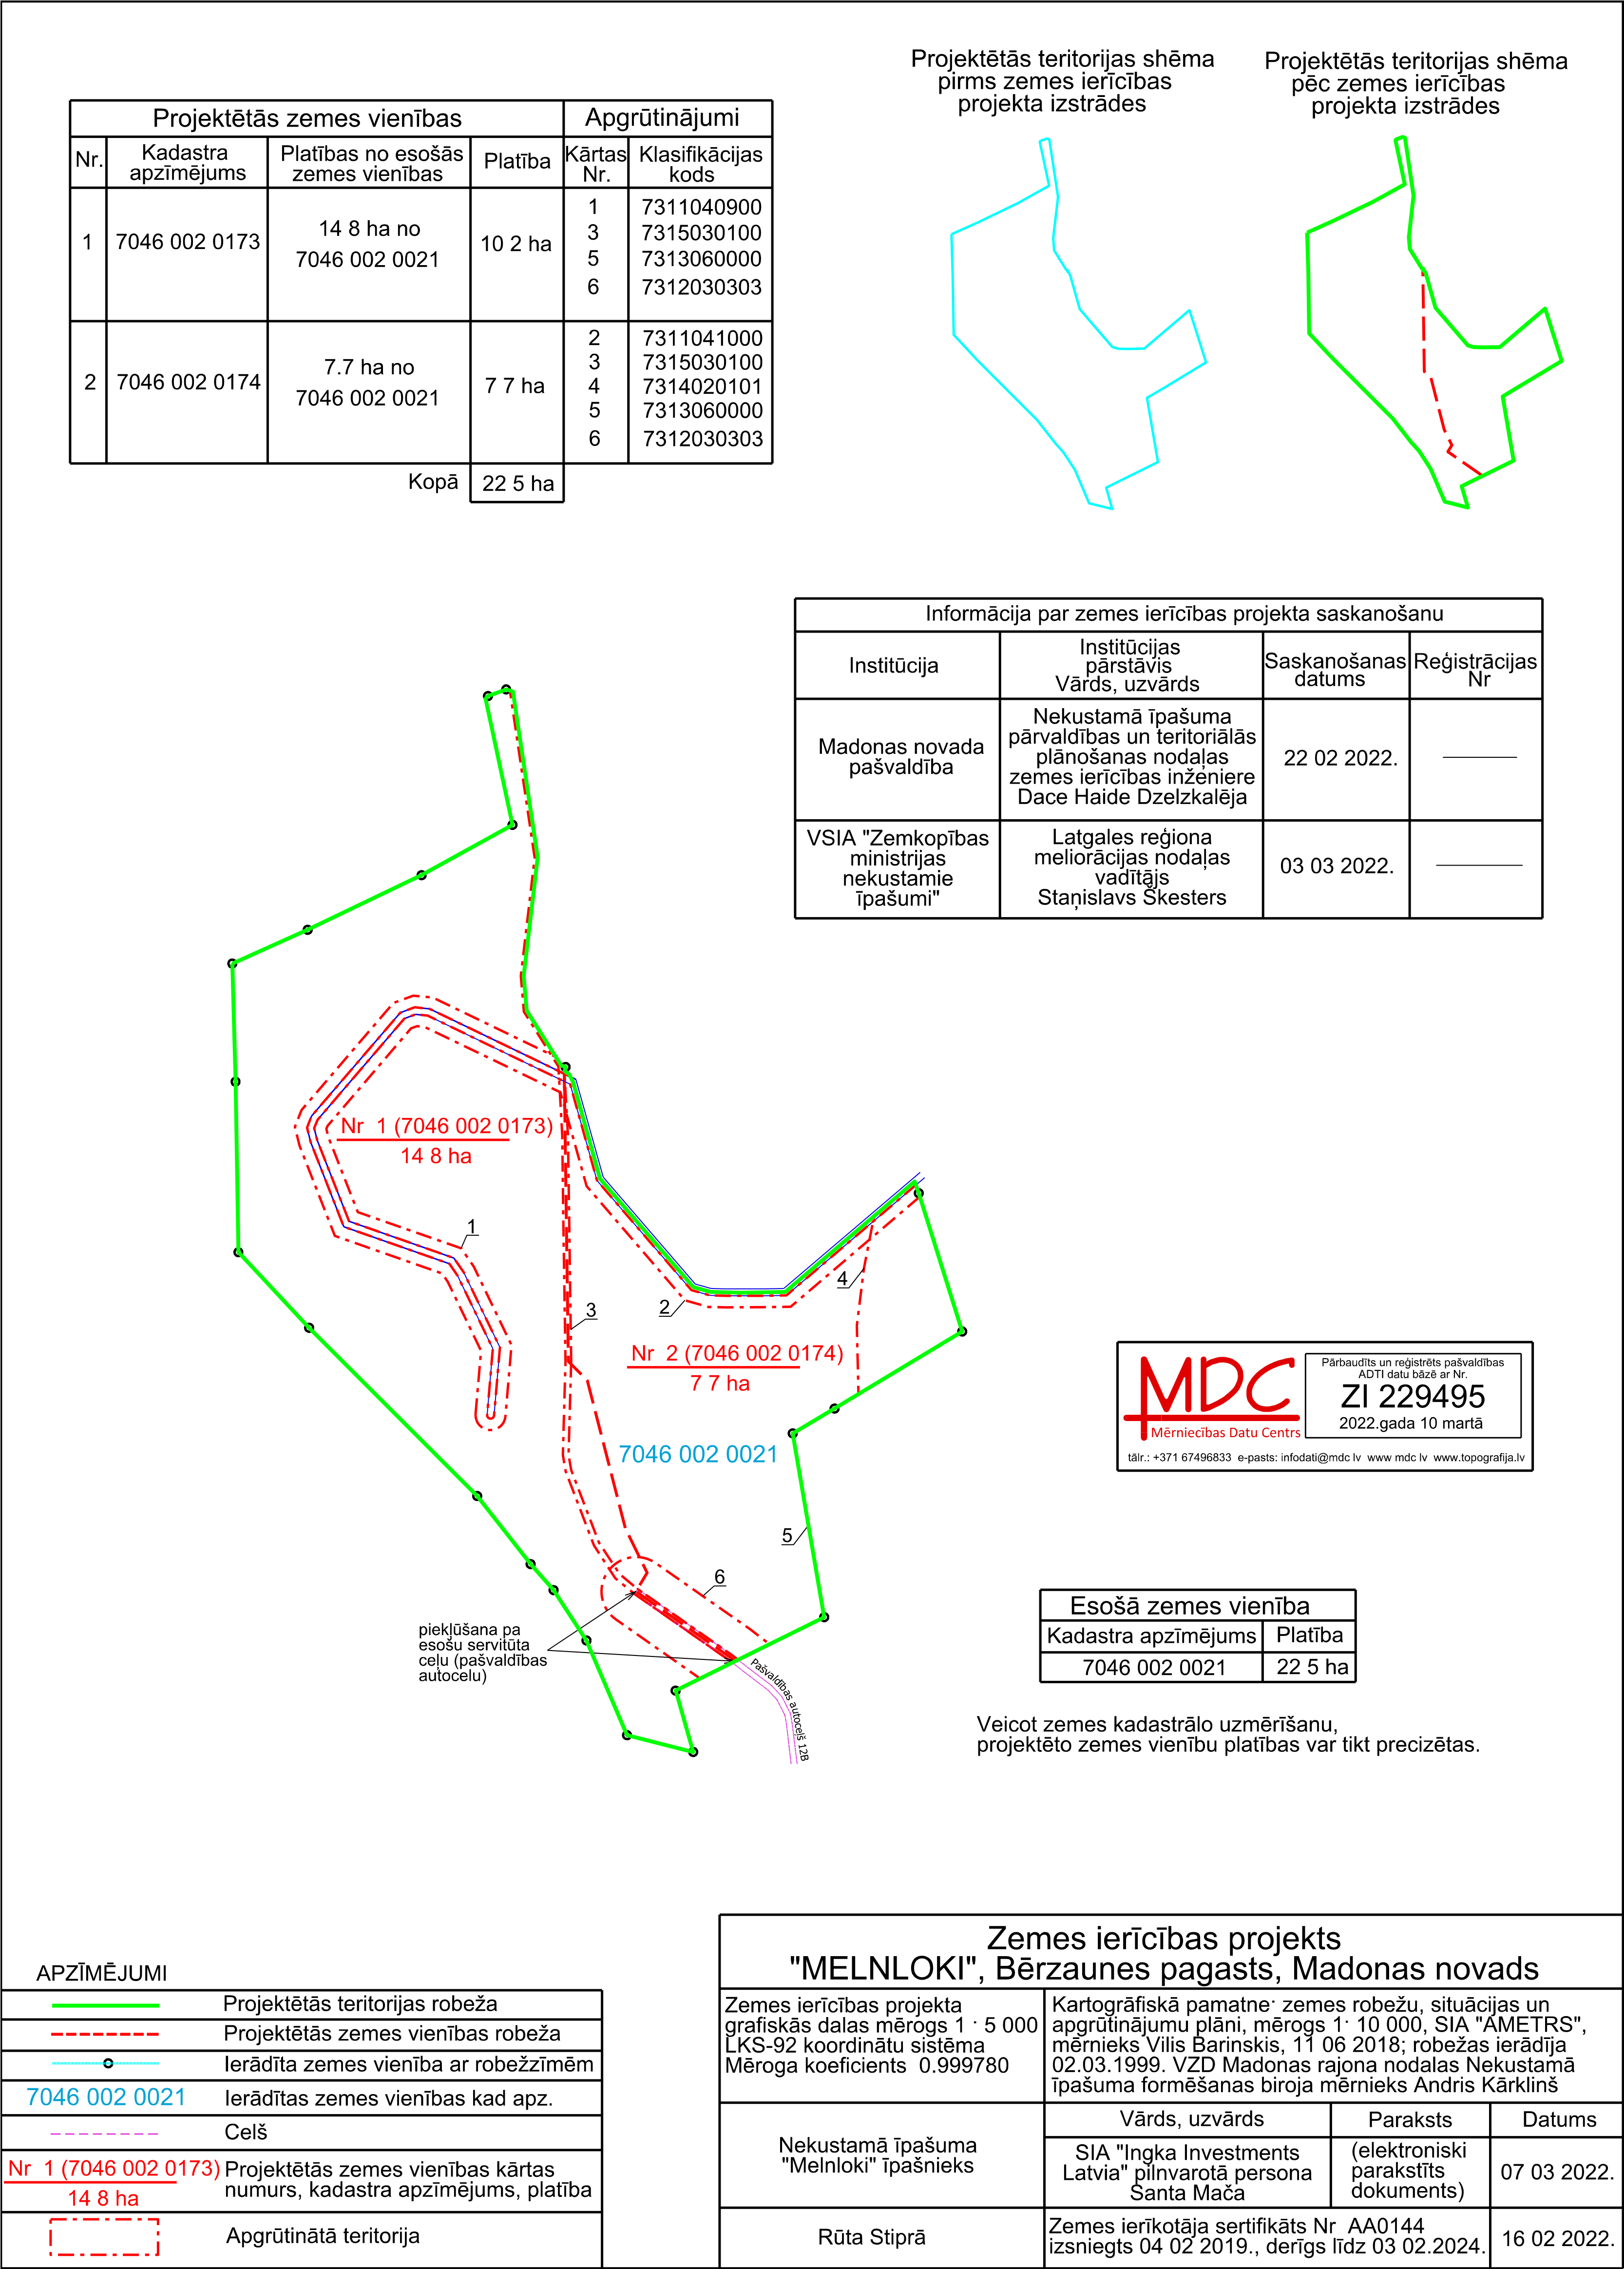 Projektētās teritorijas shēma
pirms zemes ierīcības
projekta izstrādes
Projektētās teritorijas shēma
pēc zemes ierīcības
projekta izstrādes
Projektētās zemes vienības
Apgrūtinājumi
Nr.
Kadastra
apzīmējums
Platības no esošās
zemes vienības
Platība
Kārtas
Nr.
Klasifikācijas
kods
1
7046 002 0173
14 8 ha no
7046 002 0021
10 2 ha
1 7311040900
3 7315030100
5 7313060000
6 7312030303
2
7046 002 0174
7.7 ha no
7046 002 0021
7 7 ha
2 7311041000
3 7315030100
4 7314020101
5 7313060000
6 7312030303
Kopā 22 5 ha
Informācija par zemes ierīcības projekta saskanošanu
Institūcija
Institūcijas
pārstāvis
Vārds, uzvārds
Saskanošanas
datums
Reģistrācijas
Nr
Madonas novada
pašvaldība
Nekustamā īpašuma
pārvaldības un teritoriālās
plānošanas nodaļas
zemes ierīcības inženiere
Dace Haide Dzelzkalēja
22 02 2022.
VSIA "Zemkopības
ministrijas
nekustamie
īpašumi"
Latgales reģiona
meliorācijas nodaļas
vadītājs
Staņislavs Šķesters
03 03 2022.
Nr 1 (7046 002 0173)
14 8 ha
1
3
2
4
Nr 2 (7046 002 0174)
7 7 ha
7046 002 0021
5
6
piekļūšana pa
esošu servitūta
ceļu (pašvaldības
autocelu)
Pašvaldības autoceļš 12B
MDC
Mērniecības Datu Centrs
Pārbaudīts un reģistrēts pašvaldības
ADTI datu bāzē ar Nr.
ZI 229495
2022.gada 10 martā
tālr.: +371 67496833 e-pasts: infodati@mdc lv www mdc lv www.topografija.lv
Esošā zemes vienība
Kadastra apzīmējums Platība
7046 002 0021 22 5 ha
Veicot zemes kadastrālo uzmērīšanu,
projektēto zemes vienību platības var tikt precizētas.
APZĪMĒJUMI
Projektētās teritorijas robeža
Projektētās zemes vienības robeža
Ierādīta zemes vienība ar robežzīmēm
7046 002 0021 Ierādītas zemes vienības kad apz.
Celš
Nr 1 (7046 002 0173)
14 8 ha
Projektētās zemes vienības kārtas
numurs, kadastra apzīmējums, platība
Apgrūtinātā teritorija
Zemes ierīcības projekts
"MELNLOKI", Bērzaunes pagasts, Madonas novads
Zemes ierīcības projekta
grafiskās dalas mērogs 1 : 5 000
LKS-92 koordinātu sistēma
Mēroga koeficients 0.999780
Kartogrāfiskā pamatne: zemes robežu, situācijas un
apgrūtinājumu plāni, mērogs 1: 10 000, SIA "AMETRS",
mērnieks Vilis Barinskis, 11 06 2018; robežas ierādīja
02.03.1999. VZD Madonas rajona nodalas Nekustamā
īpašuma formēšanas biroja mērnieks Andris Kārklinš
Nekustamā īpašuma
"Melnloki" īpašnieks
Vārds, uzvārds
Paraksts
Datums
SIA "Ingka Investments
Latvia" pilnvarotā persona
Santa Mača
(elektroniski
parakstīts
dokuments)
07 03 2022.
Rūta Stiprā
Zemes ierīkotāja sertifikāts Nr AA0144
izsniegts 04 02 2019., derīgs līdz 03 02.2024.
16 02 2022.